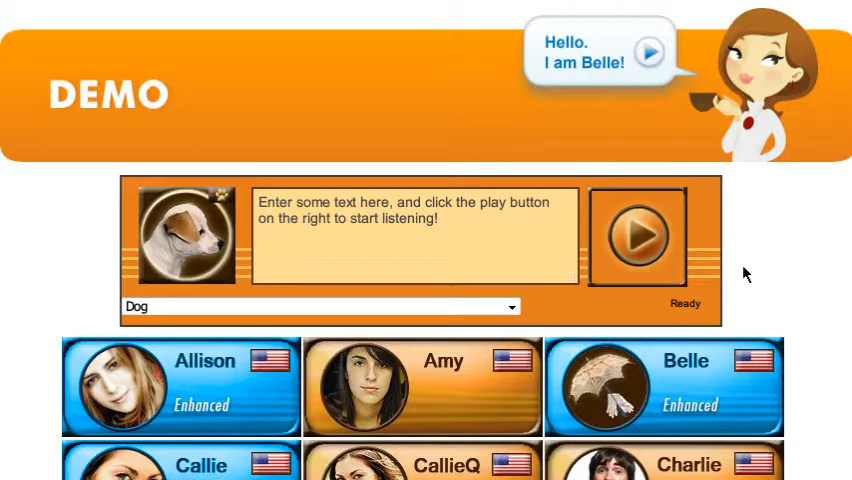 Hello.
I am Belle!
DEMO
Enter some text here, and click the play button
on the right to start listening!
Dog
Ready
Allison
Enhanced
Amy
Belle
Enhanced
Callie
CallieQ
Charlie